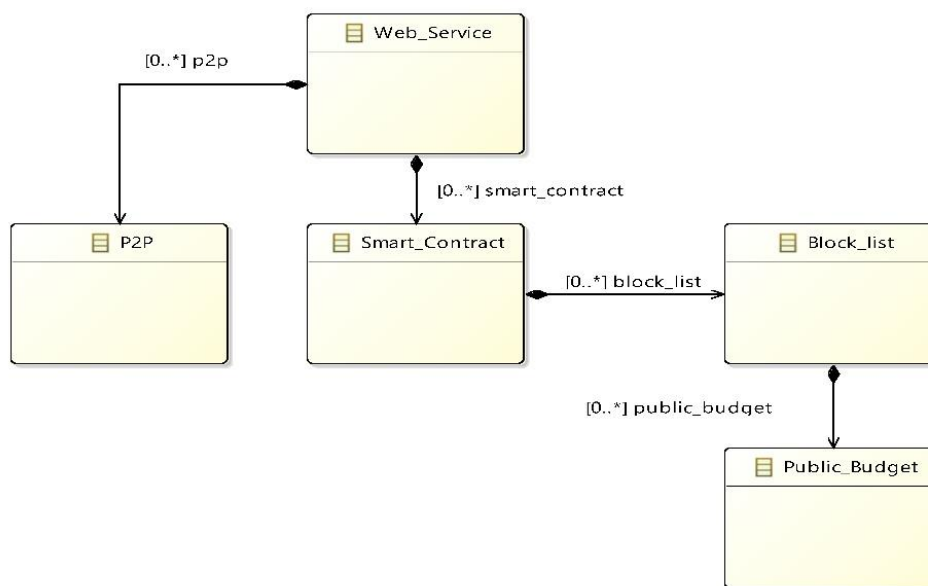 Web_Service
[0..*] p2p
[0..*] smart_contract
P2P
Smart_Contract
Block_list
[0..*] block_list
[0..*] public_budget
Public_Budget